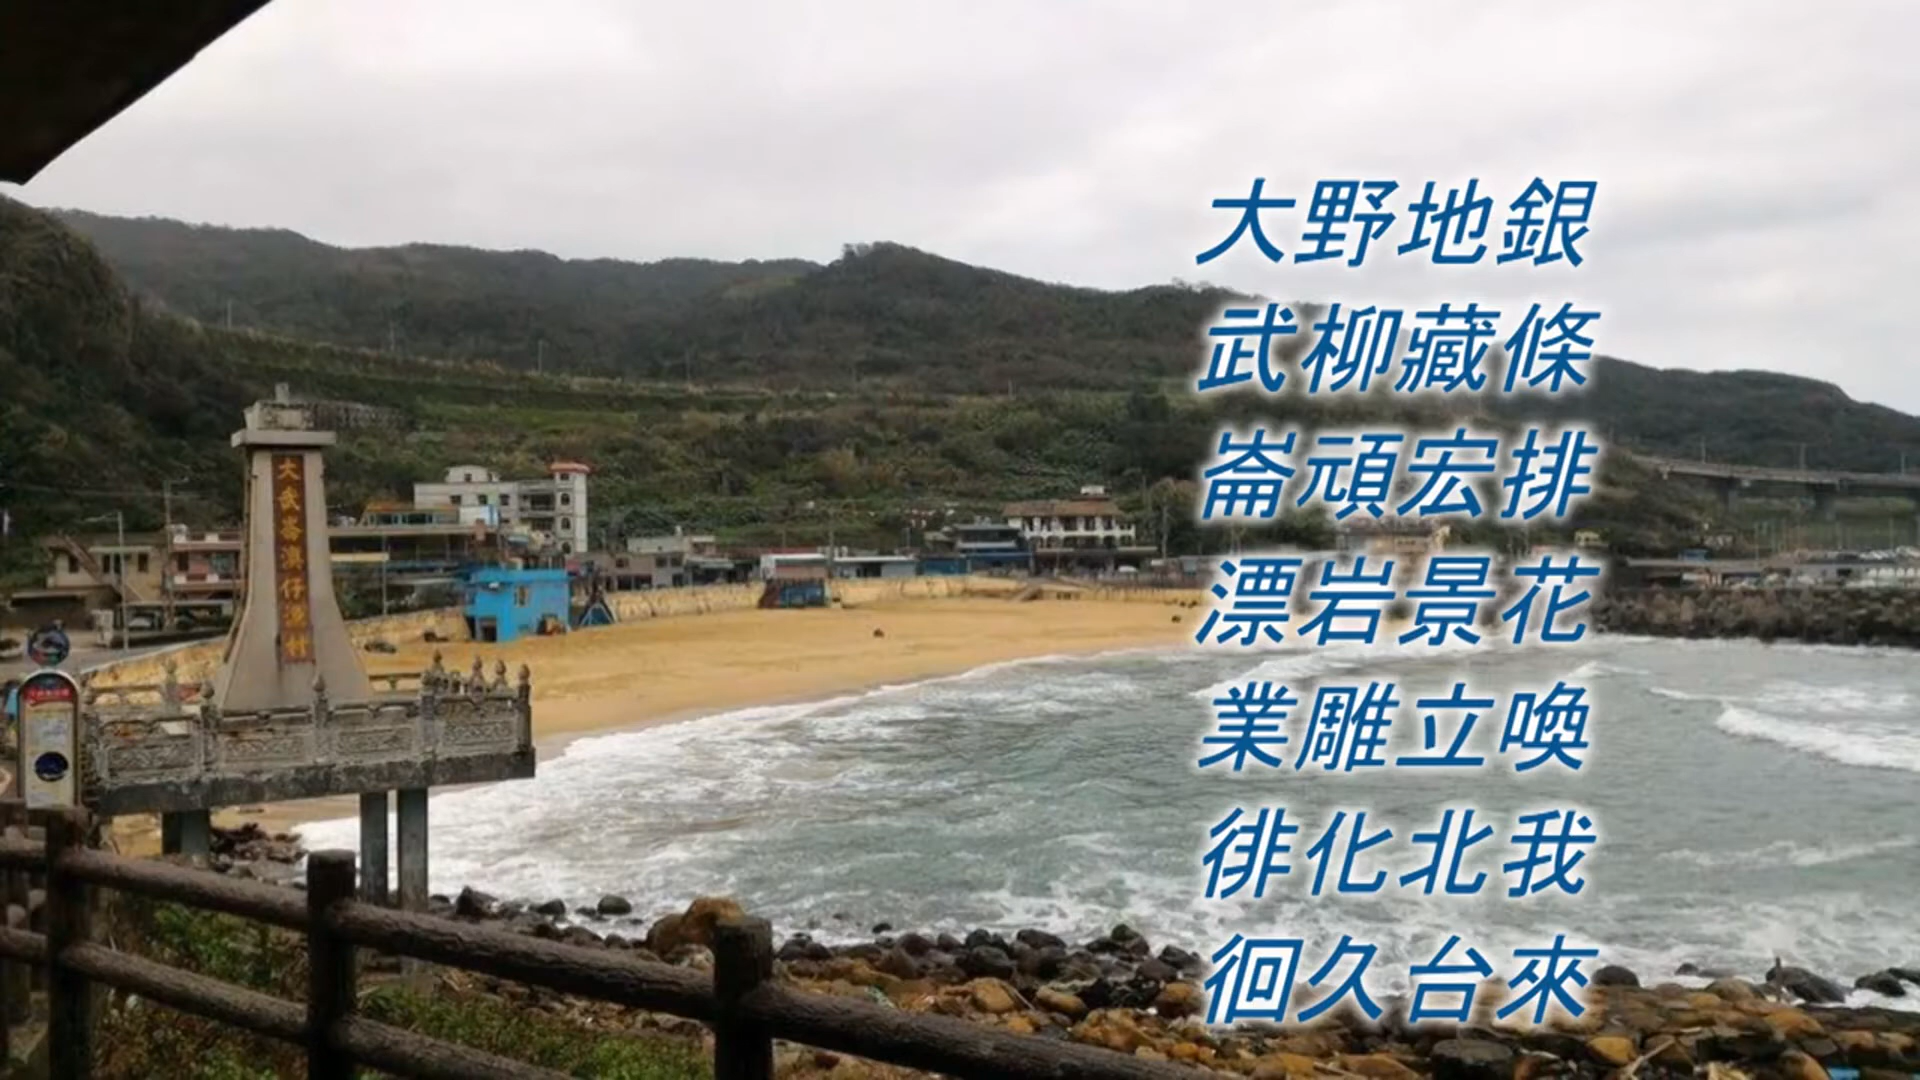 銀條排花喚我來
地藏宏景立北台
野柳頑岩雕化久
大武崙漂業徘徊
大武崙澳仔漁村